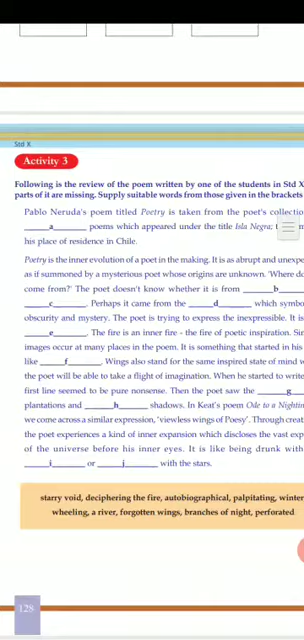 Std X
Activity 3
Following is the review of the poem written by one of the students in Std X
parts of it are missing. Supply suitable words from those given in the brackets
Pablo Neruda's poem titled Poetry is taken from the poet's collectio
______a______ poems which appeared under the title Isla Negra; t
his place of residence in Chile.
Poetry is the inner evolution of a poet in the making. It is as abrupt and unexpe
as if summoned by a mysterious poet whose origins are unknown. 'Where do
come from?' The poet doesn't know whether it is from ______b______
______c______. Perhaps it came from the ______d______ which symbo
obscurity and mystery. The poet is trying to express the inexpressible. It is
______e______. The fire is an inner fire - the fire of poetic inspiration. Sin
images occur at many places in the poem. It is something that started in his
like ______f______. Wings also stand for the same inspired state of mind w
the poet will be able to take a flight of imagination. When he started to write
first line seemed to be pure nonsense. Then the poet saw the ______g
plantations and ______h______ shadows. In Keat's poem Ode to a Nightin
we come across a similar expression, 'viewless wings of Poesy'. Through creat
the poet experiences a kind of inner expansion which discloses the vast exp
of the universe before his inner eyes. It is like being drunk with
______i______ or ______j______ with the stars.
starry void, deciphering the fire, autobiographical, palpitating, winter
wheeling, a river, forgotten wings, branches of night, perforated
128